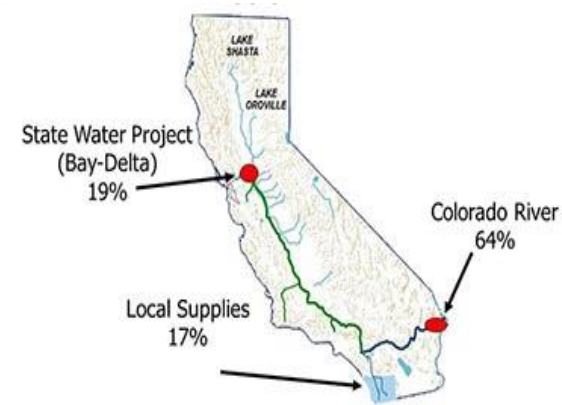 LAKE
SHASTA
LAKE
OROVILLE
State Water Project
(Bay-Delta)
19%
Colorado River
64%
Local Supplies
17%